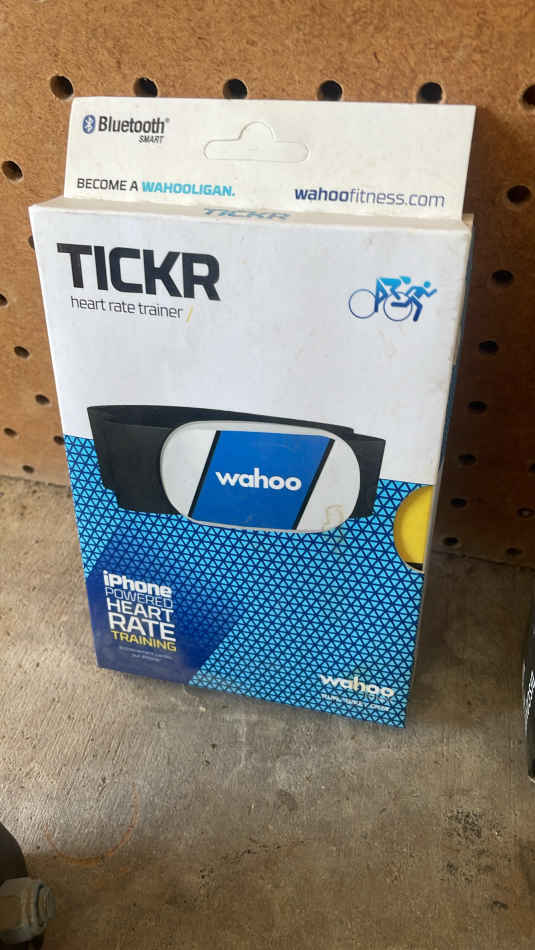 Bluetooth®
SMART
BECOME A WAHOOLIGAN.
wahoofitness.com
TICKR
TICKR
heart rate trainer /
wahoo
iPhone
POWERED
HEART
RATE
TRAINING
wahoo